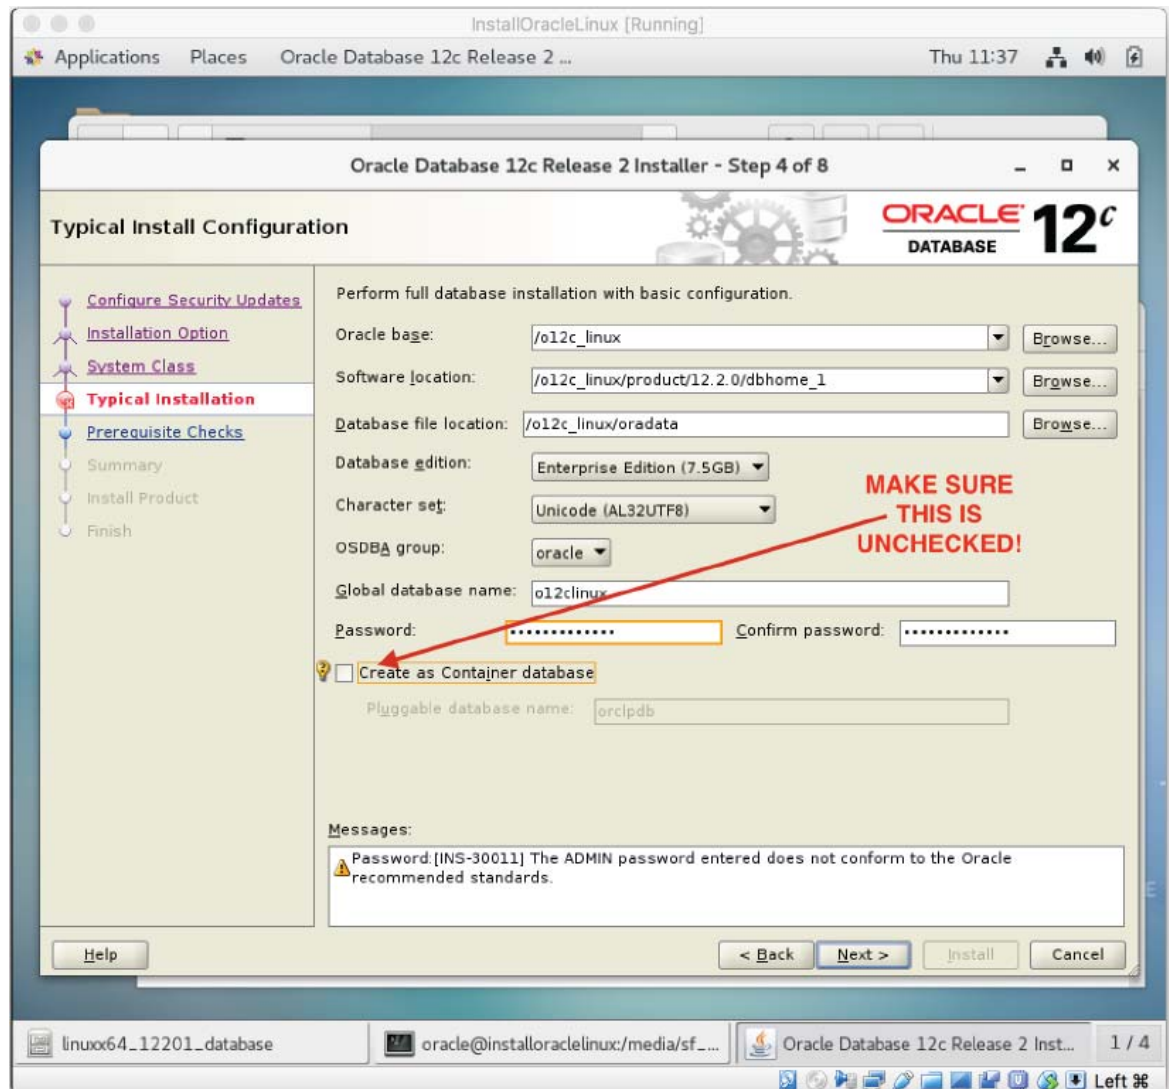 InstallOracleLinux [Running]
Applications Places Oracle Database 12c Release 2 ... Thu 11:37
Oracle Database 12c Release 2 Installer - Step 4 of 8
Typical Install Configuration
ORACLE DATABASE 12c
Configure Security Updates
Installation Option
System Class
Typical Installation
Prerequisite Checks
Summary
Install Product
Finish
Perform full database installation with basic configuration.
Oracle base: /o12c_linux Browse...
Software location: /o12c_linux/product/12.2.0/dbhome_1 Browse...
Database file location: /o12c_linux/oradata Browse...
Database edition: Enterprise Edition (7.5GB)
Character set: Unicode (AL32UTF8)
OSDBA group: oracle
MAKE SURE
THIS IS
UNCHECKED!
Global database name: o12clinux
Password: ••••••••••••• Confirm password: •••••••••••••
Create as Container database
Pluggable database name: orclpdb
Messages:
Password:[INS-30011] The ADMIN password entered does not conform to the Oracle
recommended standards.
Help < Back Next > Install Cancel
linuxx64_12201_database oracle@installoraclelinux:/media/sf_... Oracle Database 12c Release 2 Inst... 1 / 4
Left ⌘